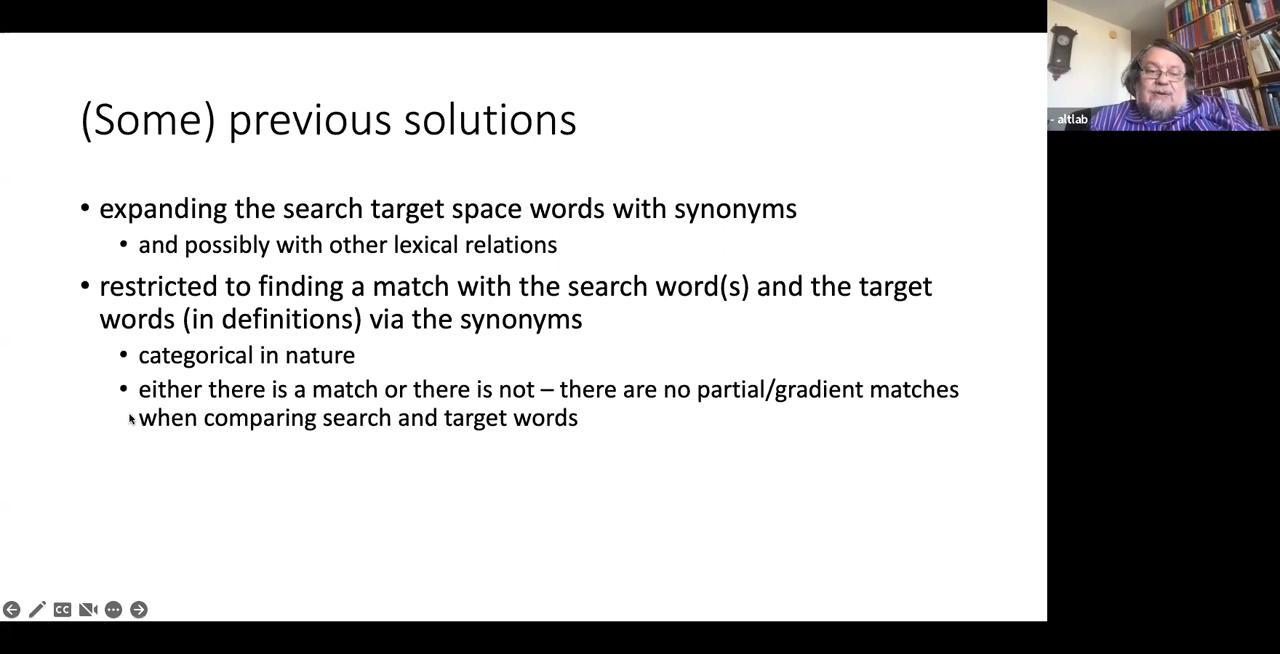 (Some) previous solutions
• expanding the search target space words with synonyms
• and possibly with other lexical relations
• restricted to finding a match with the search word(s) and the target
words (in definitions) via the synonyms
• categorical in nature
• either there is a match or there is not – there are no partial/gradient matches
when comparing search and target words
- altlab
CC